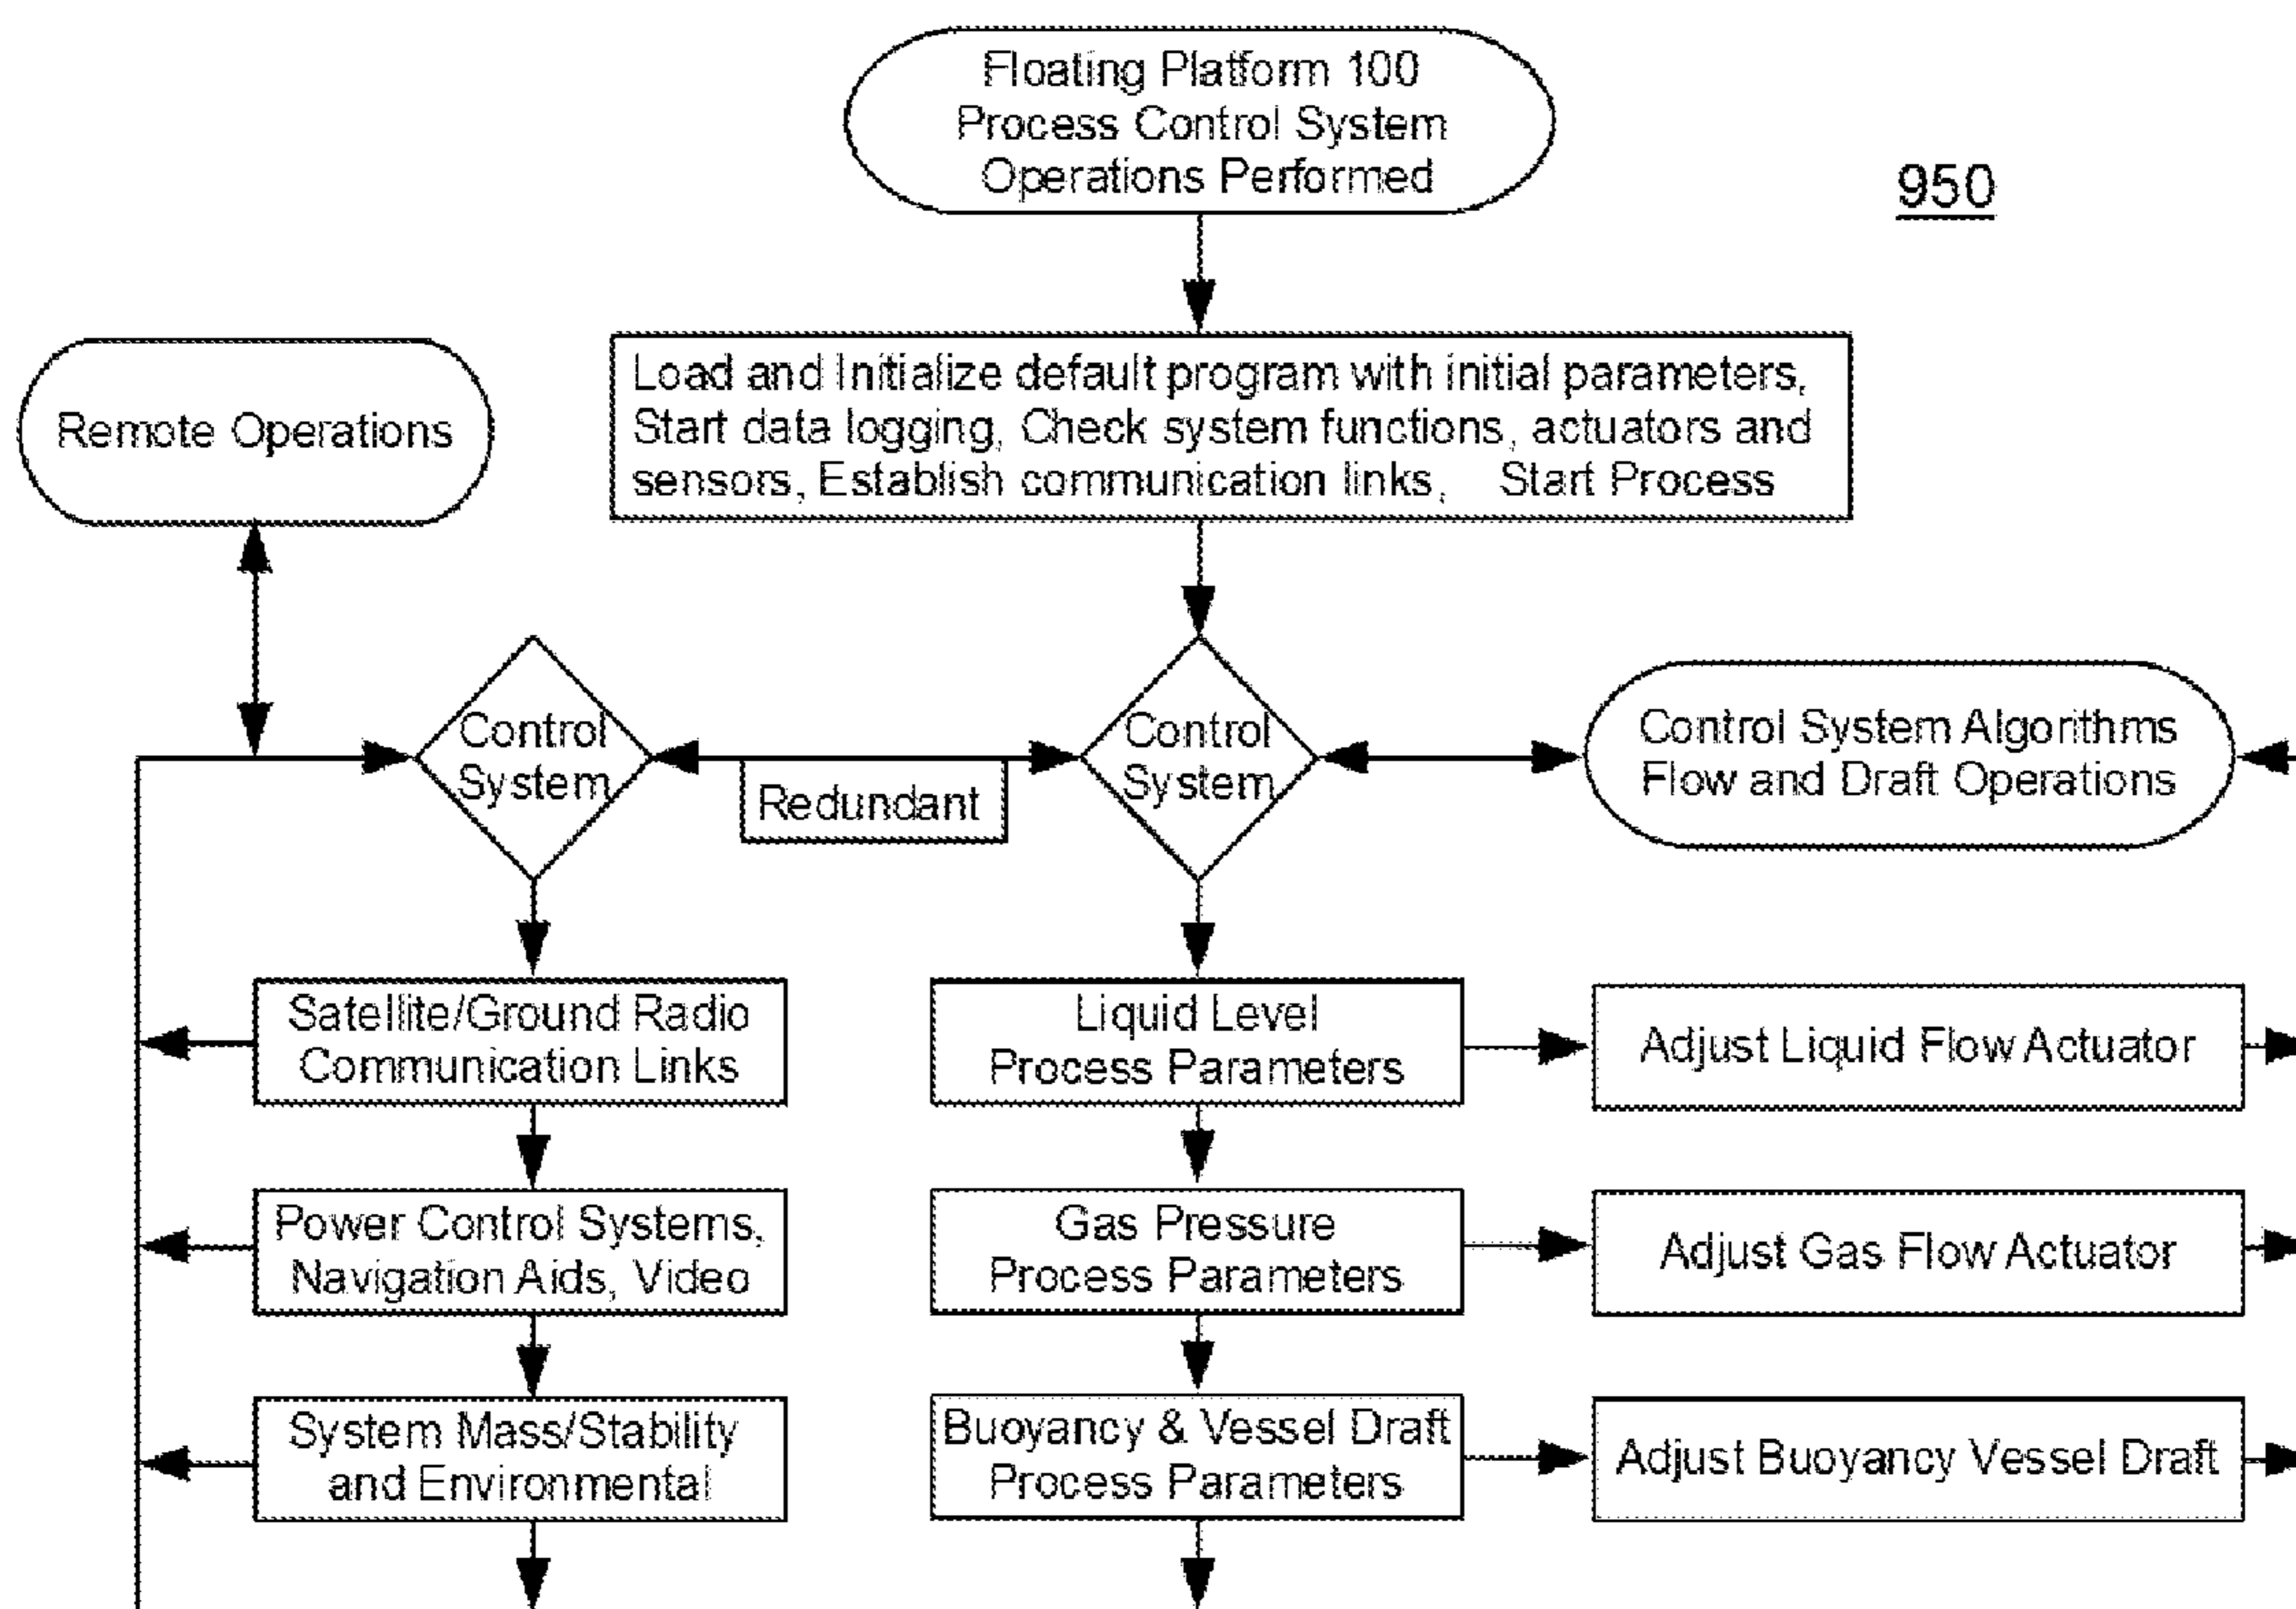 Floating Platform 100
Process Control System
Operations Performed
950
Load and Initialize default program with initial parameters,
Start data logging, Check system functions, actuators and
sensors, Establish communication links, Start Process
Remote Operations
Control
System
Redundant
Control
System
Control System Algorithms
Flow and Draft Operations
Satellite/Ground Radio
Communication Links
Liquid Level
Process Parameters
Adjust Liquid Flow Actuator
Power Control Systems,
Navigation Aids, Video
Gas Pressure
Process Parameters
Adjust Gas Flow Actuator
System Mass/Stability
and Environmental
Buoyancy & Vessel Draft
Process Parameters
Adjust Buoyancy Vessel Draft